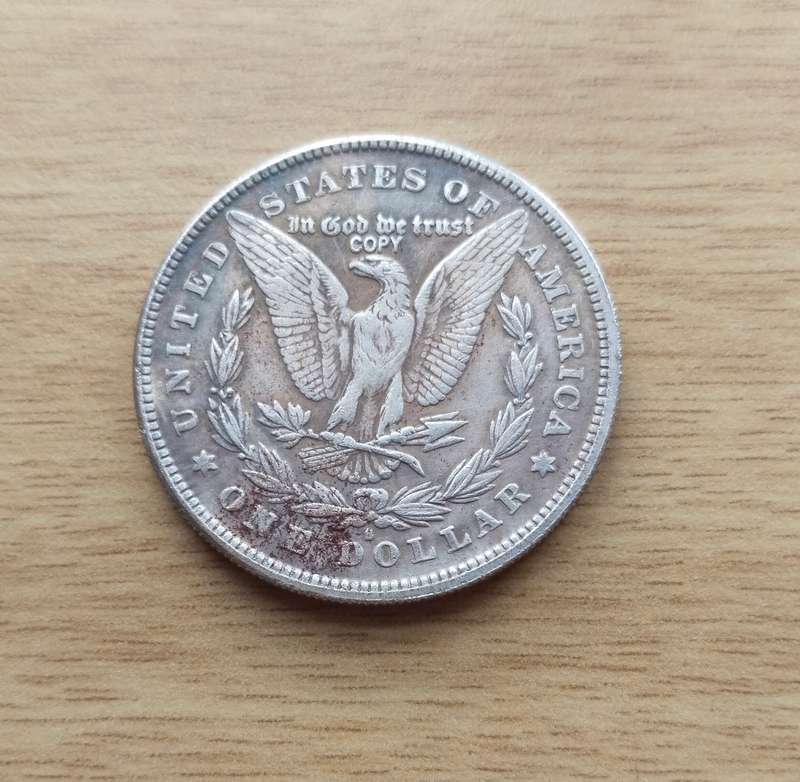 UNITED STATES OF AMERICA
In God we trust
COPY
ONE DOLLAR